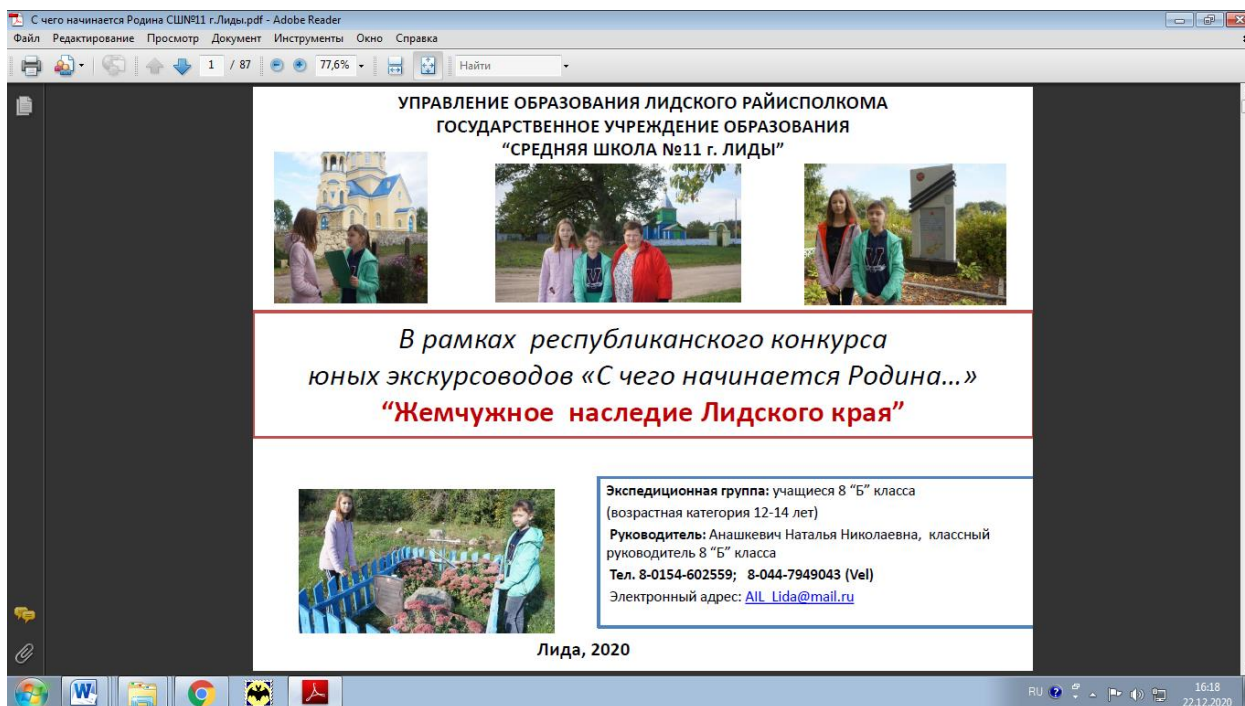 С чего начинается Родина СШ№11 г.Лиды.pdf - Adobe Reader
Файл Редактирование Просмотр Документ Инструменты Окно Справка
1 / 87 77,6% Найти
УПРАВЛЕНИЕ ОБРАЗОВАНИЯ ЛИДСКОГО РАЙИСПОЛКОМА
ГОСУДАРСТВЕННОЕ УЧРЕЖДЕНИЕ ОБРАЗОВАНИЯ
“СРЕДНЯЯ ШКОЛА №11 г. ЛИДЫ”
В рамках республиканского конкурса
юных экскурсоводов «С чего начинается Родина…»
“Жемчужное наследие Лидского края”
Экспедиционная группа: учащиеся 8 “Б” класса
(возрастная категория 12-14 лет)
Руководитель: Анашкевич Наталья Николаевна, классный
руководитель 8 “Б” класса
Тел. 8-0154-602559; 8-044-7949043 (Vel)
Электронный адрес: AIL_Lida@mail.ru
Лида, 2020
RU 16:18
22.12.2020